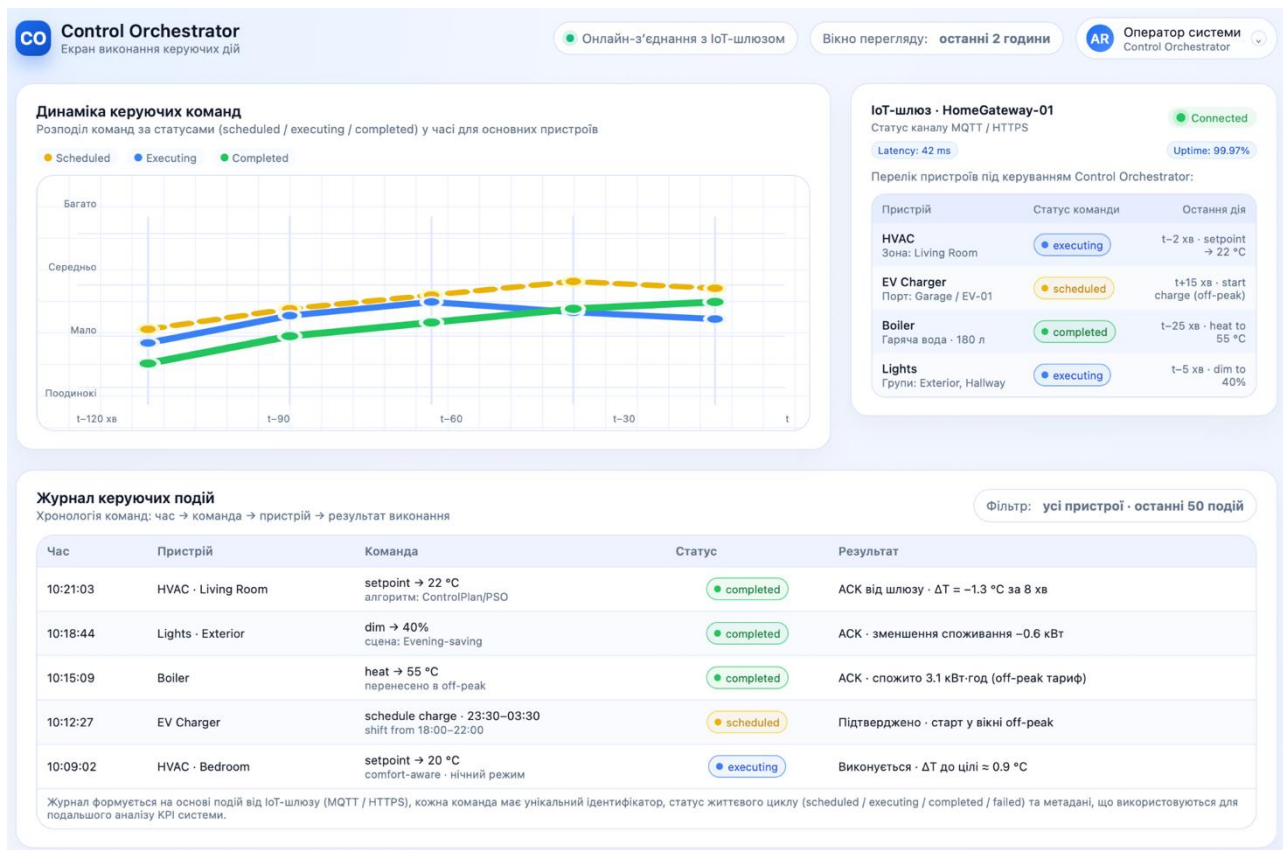 CO
Control Orchestrator
Екран виконання керуючих дій
Онлайн-з’єднання з IoT-шлюзом
Вікно перегляду: останні 2 години
AR
Оператор системи
Control Orchestrator
Динаміка керуючих команд
Розподіл команд за статусами (scheduled / executing / completed) у часі для основних пристроїв
Scheduled Executing Completed
Багато
Середньо
Мало
Поодинокі
t−120 хв t−90 t−60 t−30 t
IoT-шлюз · HomeGateway-01
Статус каналу MQTT / HTTPS
Connected
Latency: 42 ms Uptime: 99.97%
Перелік пристроїв під керуванням Control Orchestrator:
Пристрій Статус команди Остання дія
HVAC
Зона: Living Room
executing
t−2 хв · setpoint
→ 22 °C
EV Charger
Порт: Garage / EV-01
scheduled
t+15 хв · start
charge (off-peak)
Boiler
Гаряча вода · 180 л
completed
t−25 хв · heat to
55 °C
Lights
Групи: Exterior, Hallway
executing
t−5 хв · dim to
40%
Журнал керуючих подій
Хронологія команд: час → команда → пристрій → результат виконання
Фільтр: усі пристрої · останні 50 подій
Час Пристрій Команда Статус Результат
10:21:03 HVAC · Living Room setpoint → 22 °C completed ACK від шлюзу · ΔT = −1.3 °C за 8 хв
алгоритм: ControlPlan/PSO
10:18:44 Lights · Exterior dim → 40% completed ACK · зменшення споживання −0.6 кВт
сцена: Evening-saving
10:15:09 Boiler heat → 55 °C completed ACK · спожито 3.1 кВт·год (off-peak тариф)
перенесено в off-peak
10:12:27 EV Charger schedule charge · 23:30–03:30 scheduled Підтверджено · старт у вікні off-peak
shift from 18:00–22:00
10:09:02 HVAC · Bedroom setpoint → 20 °C executing Виконується · ΔT до цілі ≈ 0.9 °C
comfort-aware · нічний режим
Журнал формується на основі подій від IoT-шлюзу (MQTT / HTTPS), кожна команда має унікальний ідентифікатор, статус життєвого циклу (scheduled / executing / completed / failed) та метадані, що використовуються для
подальшого аналізу KPI системи.